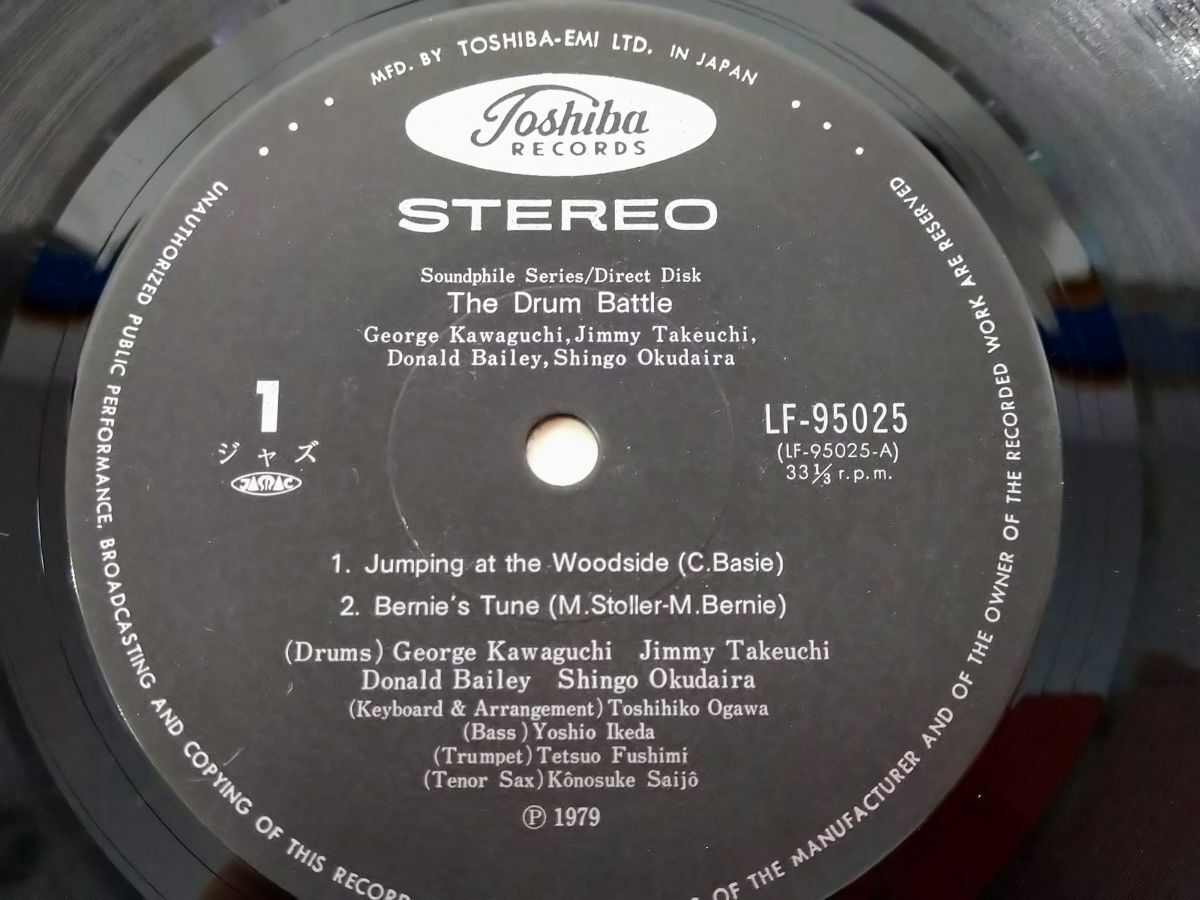 MFD. BY TOSHIBA-EMI LTD. IN JAPAN
Toshiba
RECORDS
STEREO
Soundphile Series/Direct Disk
The Drum Battle
George Kawaguchi, Jimmy Takeuchi,
Donald Bailey, Shingo Okudaira
1
ジャズ
JASRAC
LF-95025
(LF-95025-A)
33 1/3 r.p.m.
1. Jumping at the Woodside (C.Basie)
2. Bernie's Tune (M.Stoller-M.Bernie)
(Drums) George Kawaguchi Jimmy Takeuchi
Donald Bailey Shingo Okudaira
(Keyboard & Arrangement) Toshihiko Ogawa
(Bass) Yoshio Ikeda
(Trumpet) Tetsuo Fushimi
(Tenor Sax) Kônosuke Saijô
Ⓟ 1979
UNAUTHORIZED PUBLIC PERFORMANCE, BROADCASTING AND COPYING OF THIS RECORD
OF THE MANUFACTURER AND OF THE OWNER OF THE RECORDED WORK ARE RESERVED